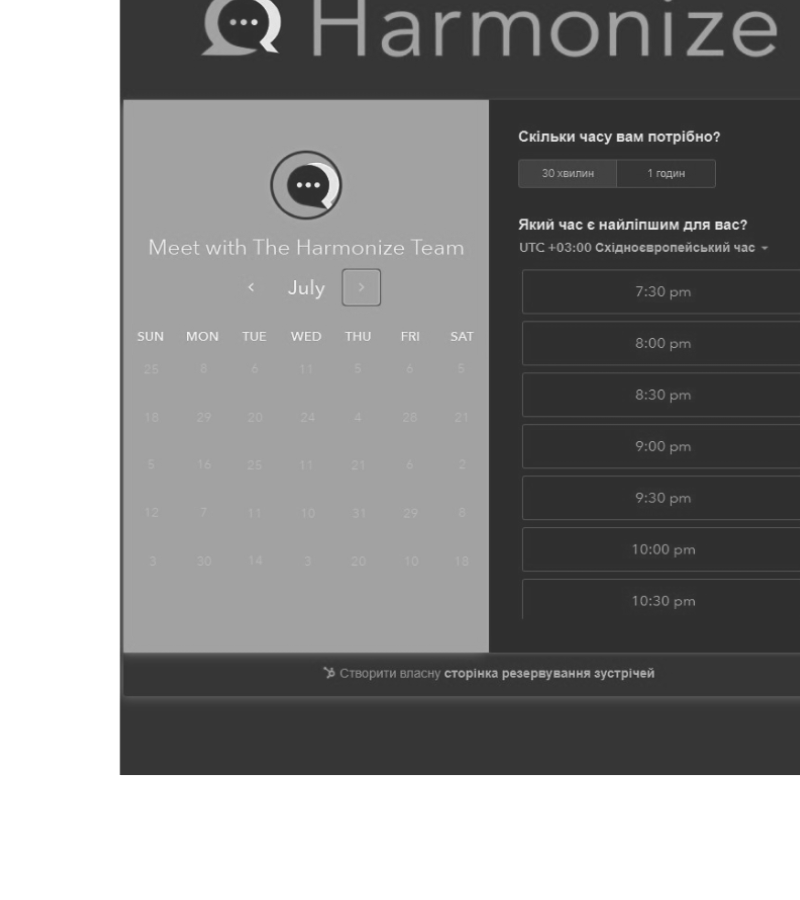 Harmonize
Meet with The Harmonize Team
July
SUN MON TUE WED THU FRI SAT
25 8 6 11 5 6 5
18 29 20 24 4 28 21
5 16 25 11 21 6 2
12 7 11 10 31 29 8
3 30 14 3 20 10 18
Скільки часу вам потрібно?
30 хвилин 1 годин
Який час є найліпшим для вас?
UTC +03:00 Східноєвропейський час
7:30 pm
8:00 pm
8:30 pm
9:00 pm
9:30 pm
10:00 pm
10:30 pm
Створити власну сторінка резервування зустрічей